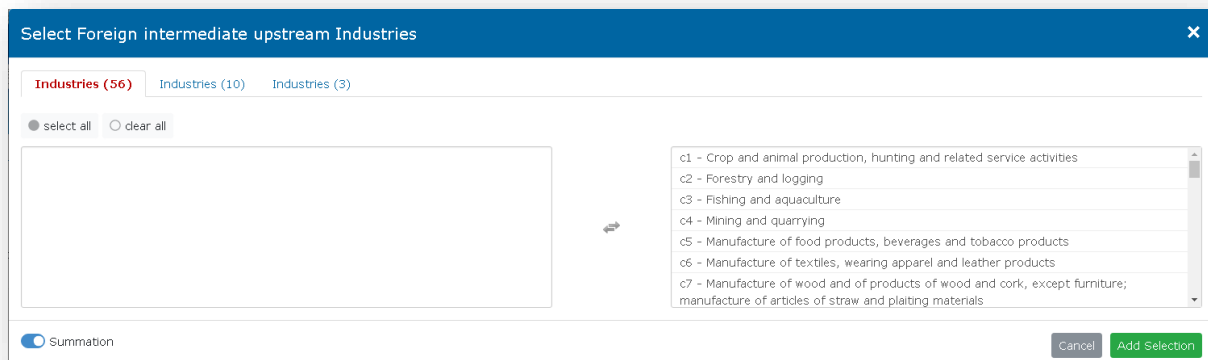 Select Foreign intermediate upstream Industries
Industries (56) Industries (10) Industries (3)
select all clear all
c1 - Crop and animal production, hunting and related service activities
c2 - Forestry and logging
c3 - Fishing and aquaculture
c4 - Mining and quarrying
c5 - Manufacture of food products, beverages and tobacco products
c6 - Manufacture of textiles, wearing apparel and leather products
c7 - Manufacture of wood and of products of wood and cork, except furniture;
manufacture of articles of straw and plaiting materials
Summation
Cancel Add Selection